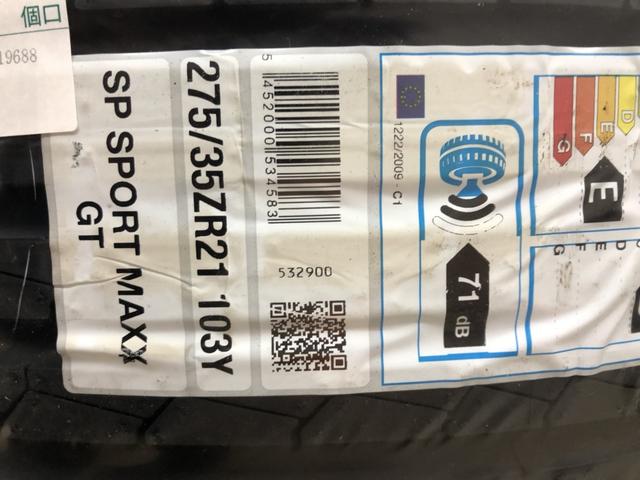 個口
19688
SP SPORT MAXX
GT
275/35ZR21 103Y
5 452000 534583
532900
1222/2009 - C1
71 dB
D
E
F
G
E
D
E
F
G